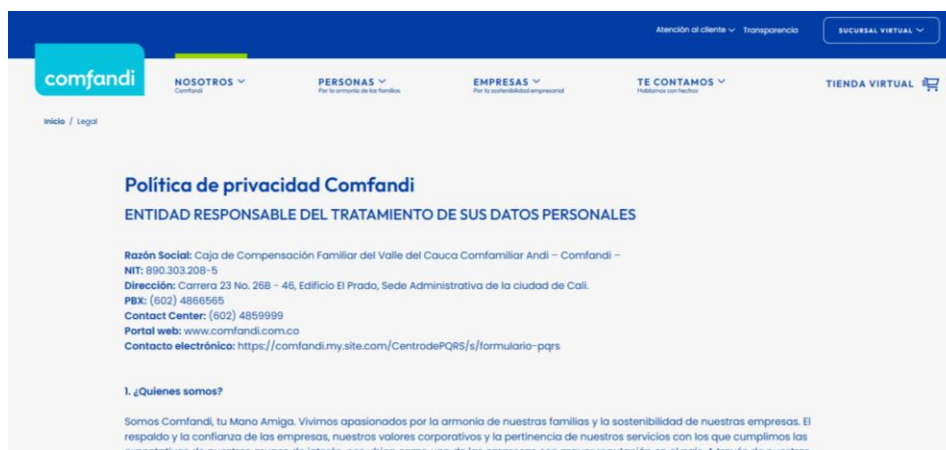 Atención al cliente Transparencia SUCURSAL VIRTUAL
comfandi
NOSOTROS PERSONAS EMPRESAS TE CONTAMOS TIENDA VIRTUAL
Comfandi Por la armonía de las familias Por la sostenibilidad empresarial Hablamos con hechos
Inicio / Legal
Política de privacidad Comfandi
ENTIDAD RESPONSABLE DEL TRATAMIENTO DE SUS DATOS PERSONALES
Razón Social: Caja de Compensación Familiar del Valle del Cauca Comfamiliar Andi – Comfandi –
NIT: 890.303.208-5
Dirección: Carrera 23 No. 26B - 46, Edificio El Prado, Sede Administrativa de la ciudad de Cali.
PBX: (602) 4866565
Contact Center: (602) 4859999
Portal web: www.comfandi.com.co
Contacto electrónico: https://comfandi.my.site.com/CentrodePQRS/s/formulario-pqrs
1. ¿Quienes somos?
Somos Comfandi, tu Mano Amiga. Vivimos apasionados por la armonía de nuestras familias y la sostenibilidad de nuestras empresas. El
respaldo y la confianza de las empresas, nuestros valores corporativos y la pertinencia de nuestros servicios con los que cumplimos las